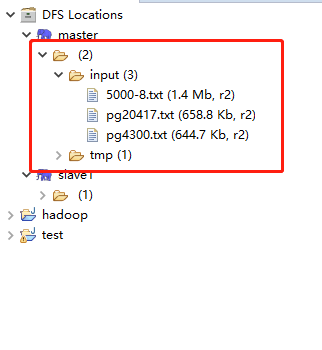 DFS Locations
master
(2)
input (3)
5000-8.txt (1.4 Mb, r2)
pg20417.txt (658.8 Kb, r2)
pg4300.txt (644.7 Kb, r2)
tmp (1)
slave1
(1)
hadoop
test